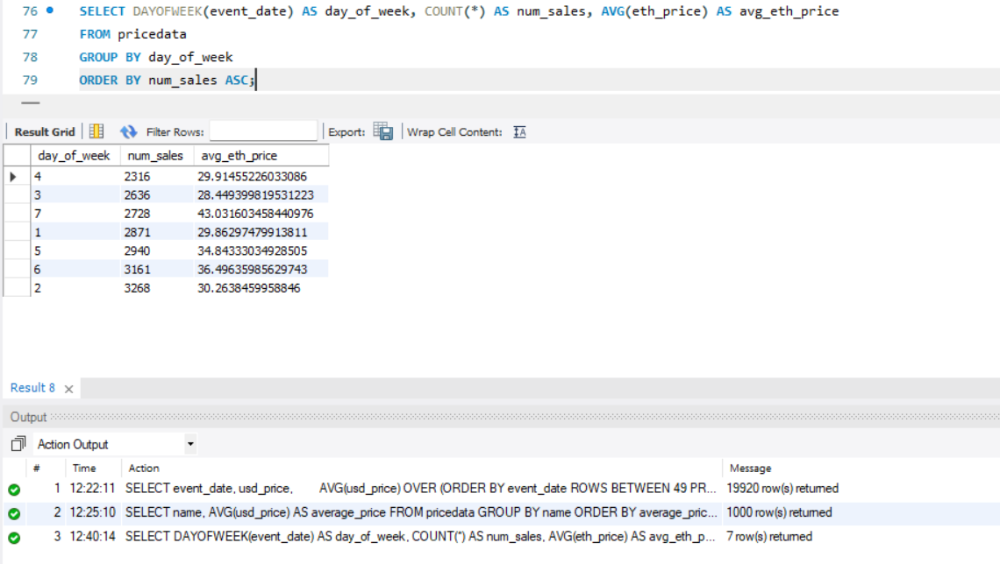 76 SELECT DAYOFWEEK(event_date) AS day_of_week, COUNT(*) AS num_sales, AVG(eth_price) AS avg_eth_price
77 FROM pricedata
78 GROUP BY day_of_week
79 ORDER BY num_sales ASC;
Result Grid Filter Rows: Export: Wrap Cell Content: IA
day_of_week num_sales avg_eth_price
4 2316 29.91455226033086
3 2636 28.449399819531223
7 2728 43.031603458440976
1 2871 29.86297479913811
5 2940 34.84333034928505
6 3161 36.49635985629743
2 3268 30.2638459958846
Result 8
Output
Action Output
# Time Action Message
1 12:22:11 SELECT event_date, usd_price, AVG(usd_price) OVER (ORDER BY event_date ROWS BETWEEN 49 PR... 19920 row(s) returned
2 12:25:10 SELECT name, AVG(usd_price) AS average_price FROM pricedata GROUP BY name ORDER BY average_pric... 1000 row(s) returned
3 12:40:14 SELECT DAYOFWEEK(event_date) AS day_of_week, COUNT(*) AS num_sales, AVG(eth_price) AS avg_eth_p... 7 row(s) returned